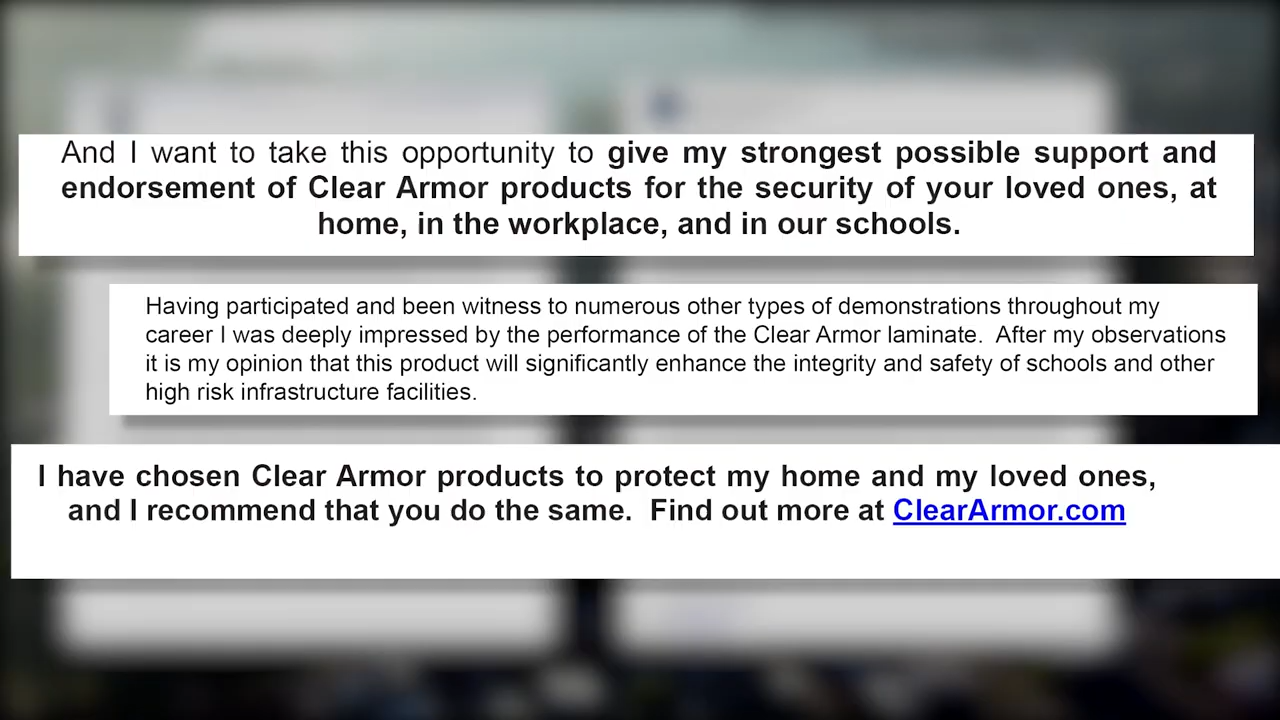 And I want to take this opportunity to give my strongest possible support and
endorsement of Clear Armor products for the security of your loved ones, at
home, in the workplace, and in our schools.
Having participated and been witness to numerous other types of demonstrations throughout my
career I was deeply impressed by the performance of the Clear Armor laminate.  After my observations
it is my opinion that this product will significantly enhance the integrity and safety of schools and other
high risk infrastructure facilities.
I have chosen Clear Armor products to protect my home and my loved ones,
and I recommend that you do the same.  Find out more at ClearArmor.com